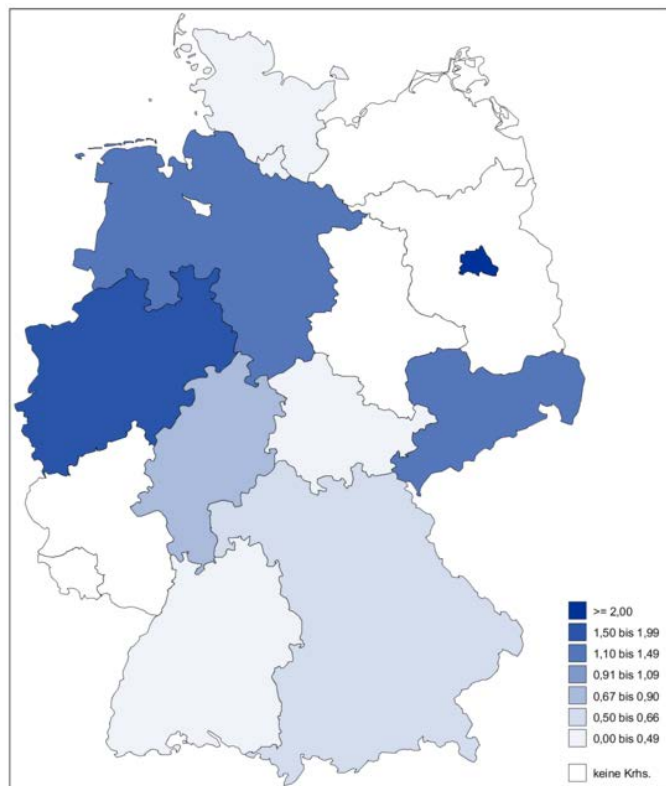 >= 2,00
1,50 bis 1,99
1,10 bis 1,49
0,91 bis 1,09
0,67 bis 0,90
0,50 bis 0,66
0,00 bis 0,49
keine Krhs.